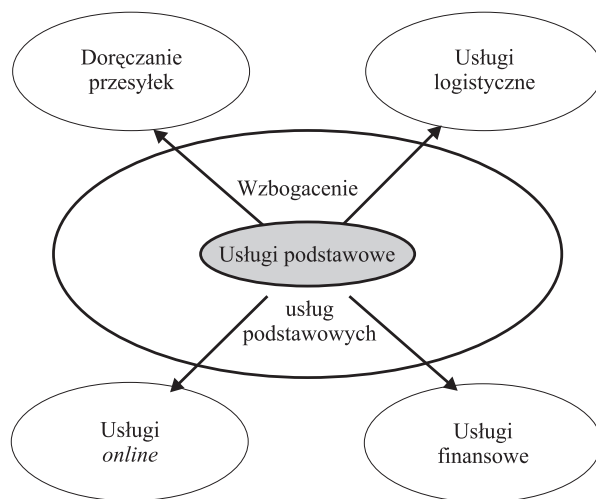 Doręczanie
przesyłek
Usługi
logistyczne
Wzbogacenie
Usługi podstawowe
usług
podstawowych
Usługi
online
Usługi
finansowe